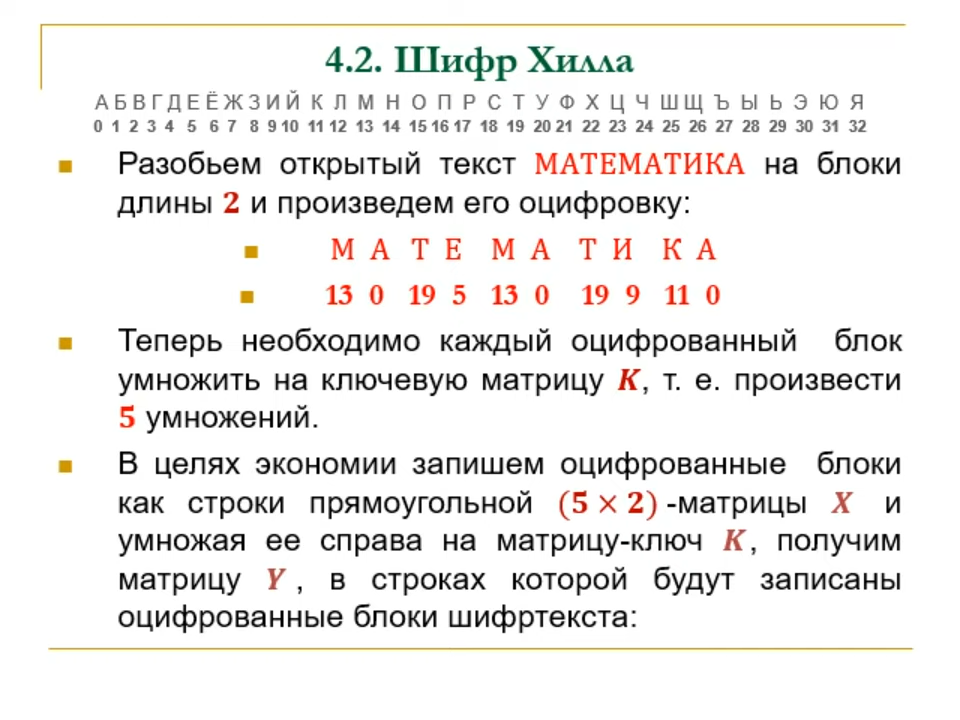 4.2. Шифр Хилла
А Б В Г Д Е Ё Ж З И Й К Л М Н О П Р С Т У Ф Х Ц Ч Ш Щ Ъ Ы Ь Э Ю Я
0 1 2 3 4 5 6 7 8 9 10 11 12 13 14 15 16 17 18 19 20 21 22 23 24 25 26 27 28 29 30 31 32
Разобьем открытый текст МАТЕМАТИКА на блоки
длины 2 и произведем его оцифровку:
М А Т Е М А Т И К А
13 0 19 5 13 0 19 9 11 0
Теперь необходимо каждый оцифрованный блок
умножить на ключевую матрицу K, т. е. произвести
5 умножений.
В целях экономии запишем оцифрованные блоки
как строки прямоугольной (5 × 2) -матрицы X и
умножая ее справа на матрицу-ключ K, получим
матрицу Y , в строках которой будут записаны
оцифрованные блоки шифртекста: